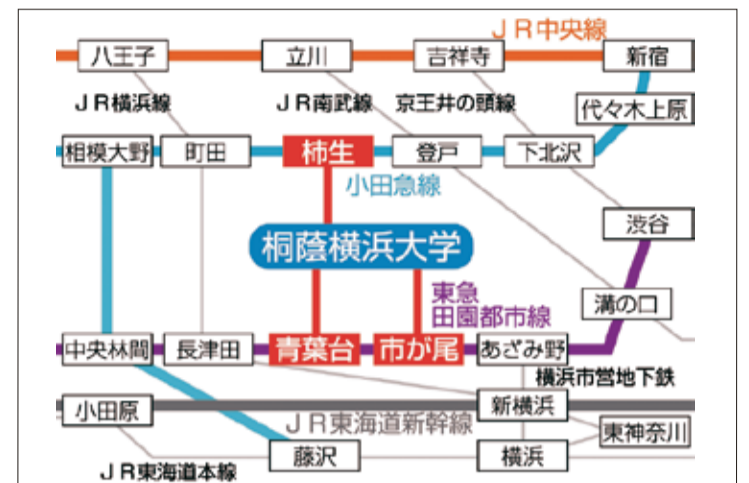 JR中央線
八王子
立川
吉祥寺
新宿
JR横浜線
JR南武線
京王井の頭線
代々木上原
相模大野
町田
柿生
登戸
下北沢
小田急線
渋谷
桐蔭横浜大学
東急
田園都市線
溝の口
中央林間
長津田
青葉台
市が尾
あざみ野
横浜市営地下鉄
小田原
新横浜
JR東海道新幹線
東神奈川
藤沢
横浜
JR東海道本線